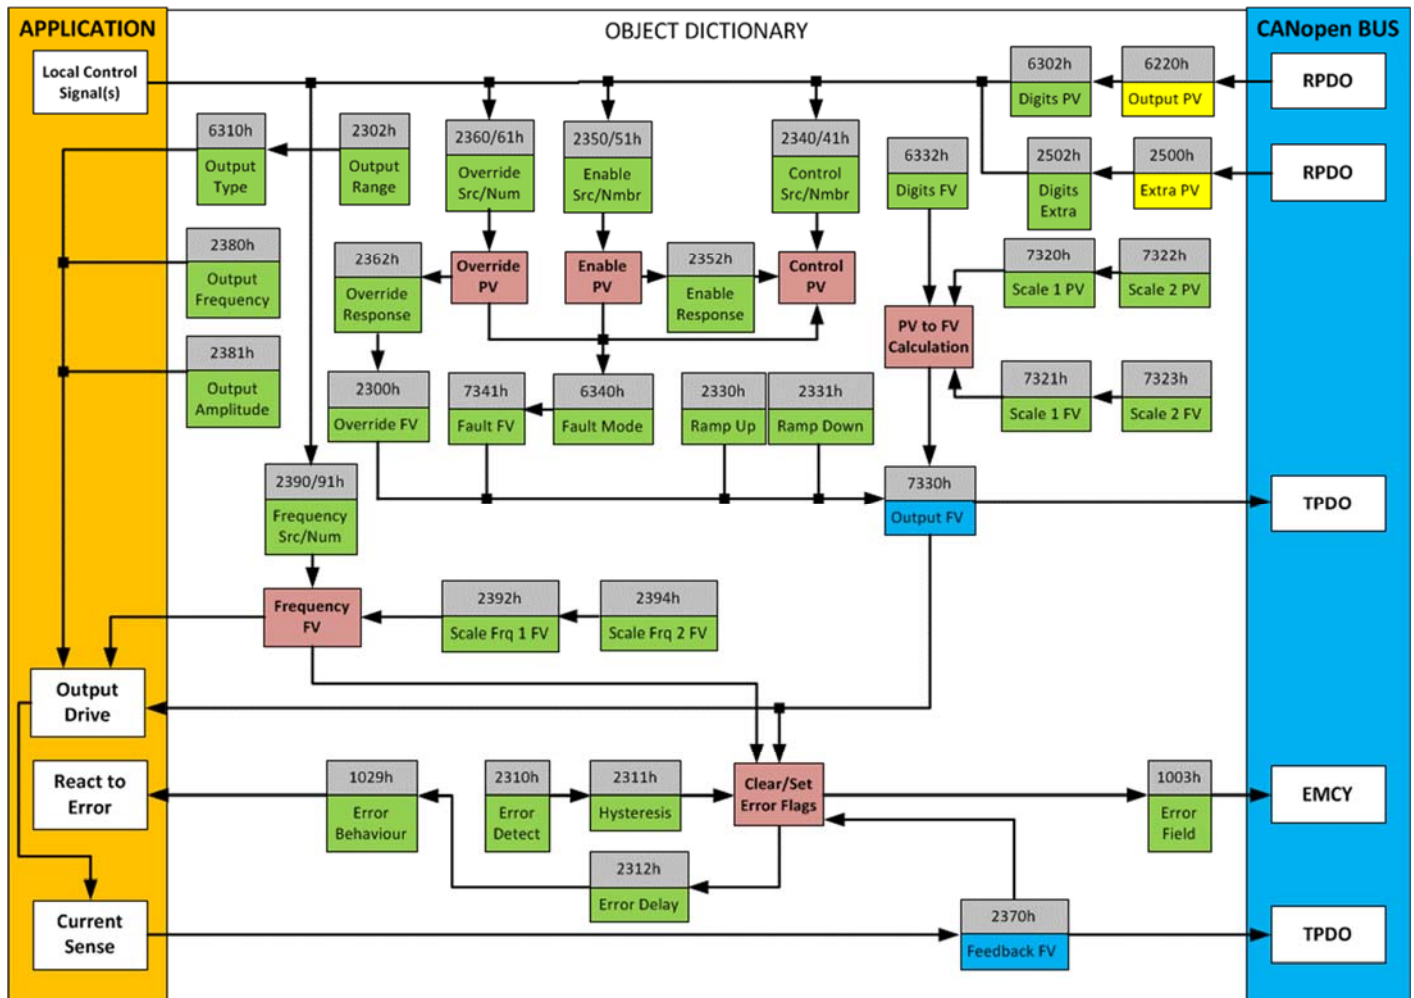 APPLICATION
OBJECT DICTIONARY
CANopen BUS
Local Control
Signal(s)
6302h
Digits PV
6220h
Output PV
RPDO
6310h
Output
Type
2302h
Output
Range
2360/61h
Override
Src/Num
2350/51h
Enable
Src/Nmbr
2340/41h
Control
Src/Nmbr
6332h
Digits FV
2502h
Digits
Extra
2500h
Extra PV
RPDO
2380h
Output
Frequency
2362h
Override
Response
Override
PV
Enable
PV
2352h
Enable
Response
Control
PV
7320h
Scale 1 PV
7322h
Scale 2 PV
PV to FV
Calculation
2381h
Output
Amplitude
2300h
Override FV
7341h
Fault FV
6340h
Fault Mode
2330h
Ramp Up
2331h
Ramp Down
7321h
Scale 1 FV
7323h
Scale 2 FV
2390/91h
Frequency
Src/Num
7330h
Output FV
TPDO
Frequency
FV
2392h
Scale Frq 1 FV
2394h
Scale Frq 2 FV
Output
Drive
React to
Error
1029h
Error
Behaviour
2310h
Error
Detect
2311h
Hysteresis
Clear/Set
Error Flags
1003h
Error
Field
EMCY
2312h
Error Delay
Current
Sense
2370h
Feedback FV
TPDO